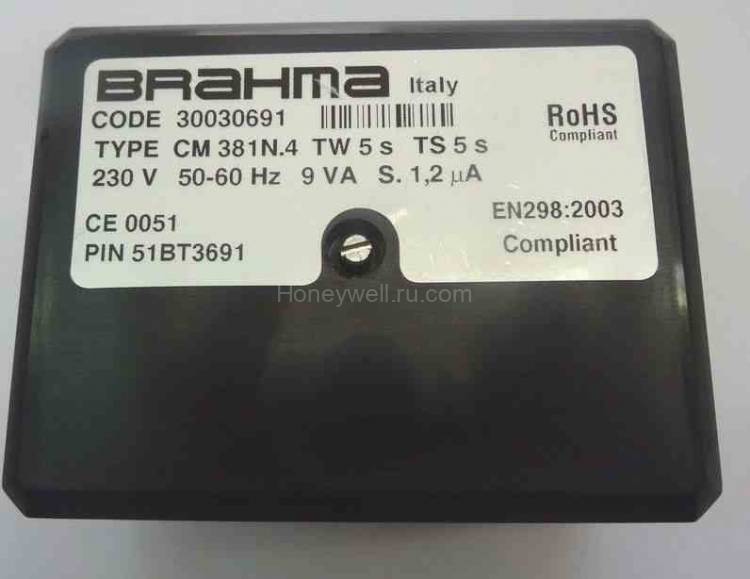 BRAHMA Italy
CODE 30030691
RoHS
Compliant
TYPE CM 381N.4 TW 5 s TS 5 s
230 V 50-60 Hz 9 VA S. 1,2 µA
CE 0051
PIN 51BT3691
EN298:2003
Compliant
Honeywell.ru.com